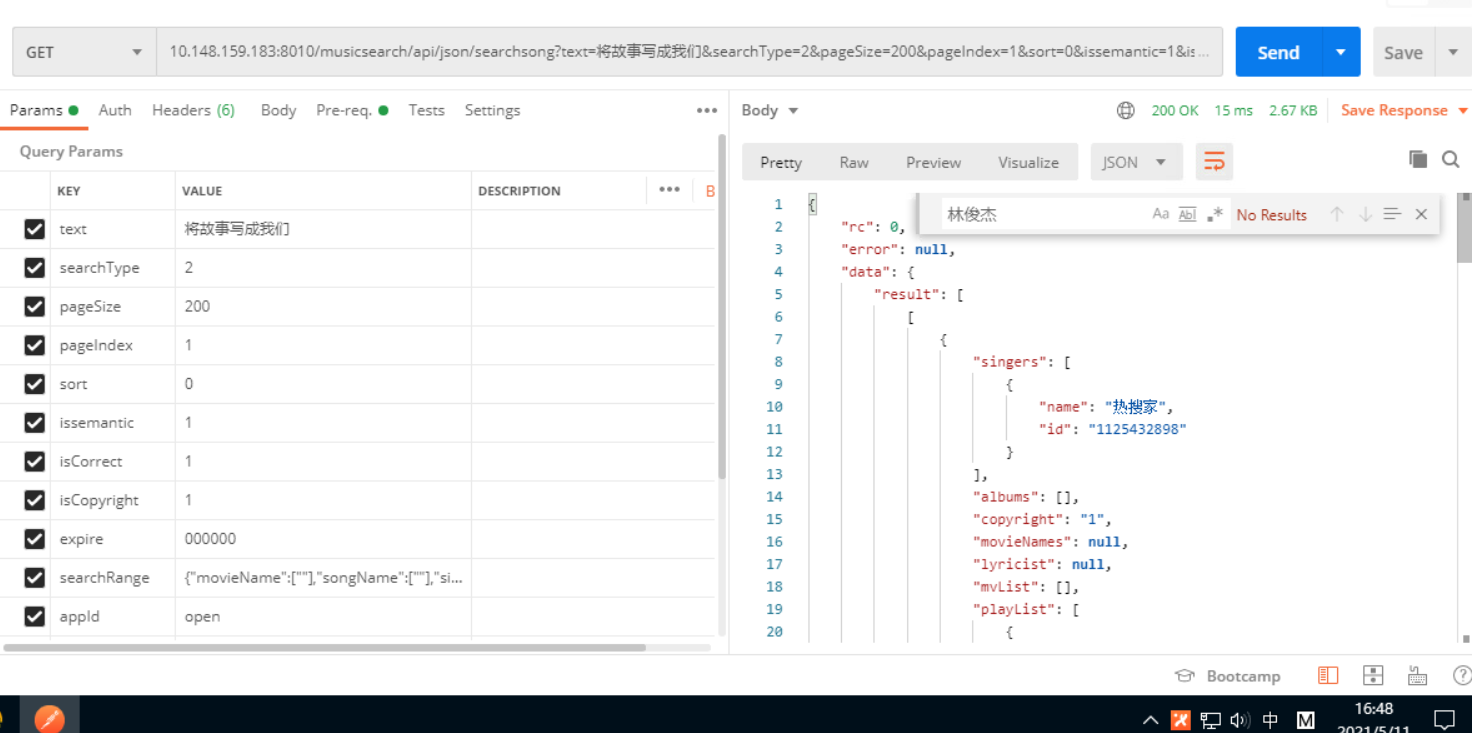 GET
10.148.159.183:8010/musicsearch/api/json/searchsong?text=将故事写成我们&searchType=2&pageSize=200&pageIndex=1&sort=0&issemantic=1&is...
Send
Save
Params
Auth
Headers (6)
Body
Pre-req.
Tests
Settings
•••
Query Params
KEY VALUE DESCRIPTION ••• B
text 将故事写成我们
searchType 2
pageSize 200
pageIndex 1
sort 0
issemantic 1
isCorrect 1
isCopyright 1
expire 000000
searchRange {"movieName":[""],"songName":[""],"si...
appId open
Body
200 OK 15 ms 2.67 KB Save Response
Pretty Raw Preview Visualize JSON
林俊杰 Aa Abl .* No Results
1 {
2 "rc": 0,
3 "error": null,
4 "data": {
5 "result": [
6 [
7 {
8 "singers": [
9 {
10 "name": "热搜家",
11 "id": "1125432898"
12 }
13 ],
14 "albums": [],
15 "copyright": "1",
16 "movieNames": null,
17 "lyricist": null,
18 "mvList": [],
19 "playList": [
20 {
Bootcamp
中 M
16:48
2021/5/11